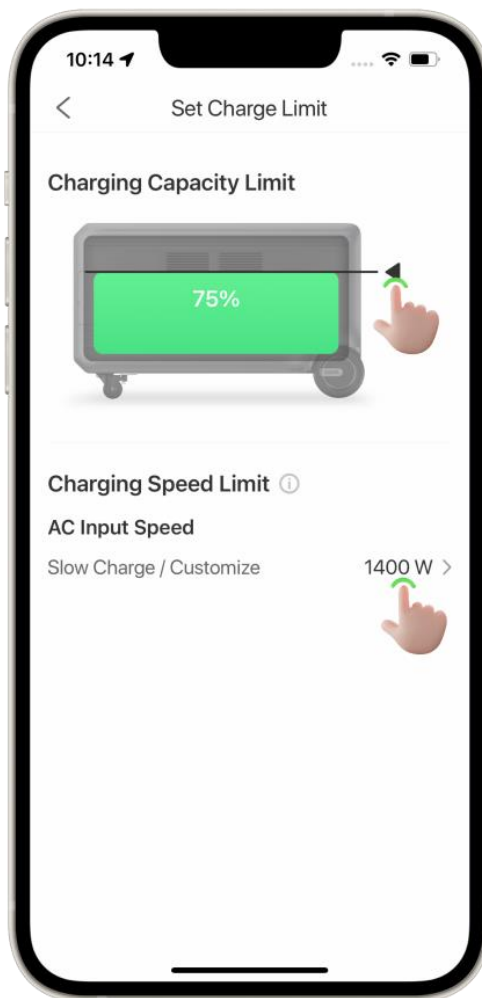 10:14
Set Charge Limit
Charging Capacity Limit
75%
Charging Speed Limit
AC Input Speed
Slow Charge / Customize 1400 W